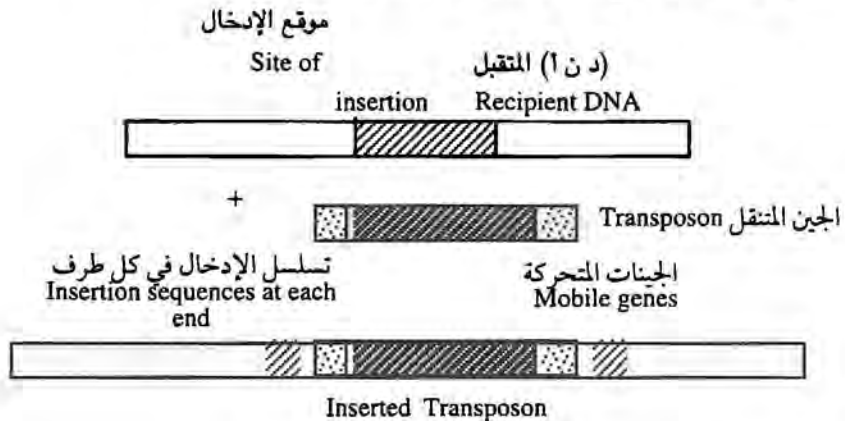 موقع الإدخال
Site of
insertion
(د ن أ) المتقبل
Recipient DNA
+
الجين المتنقل Transposon
تسلسل الإدخال في كل طرف
Insertion sequences at each
end
الجينات المتحركة
Mobile genes
Inserted Transposon